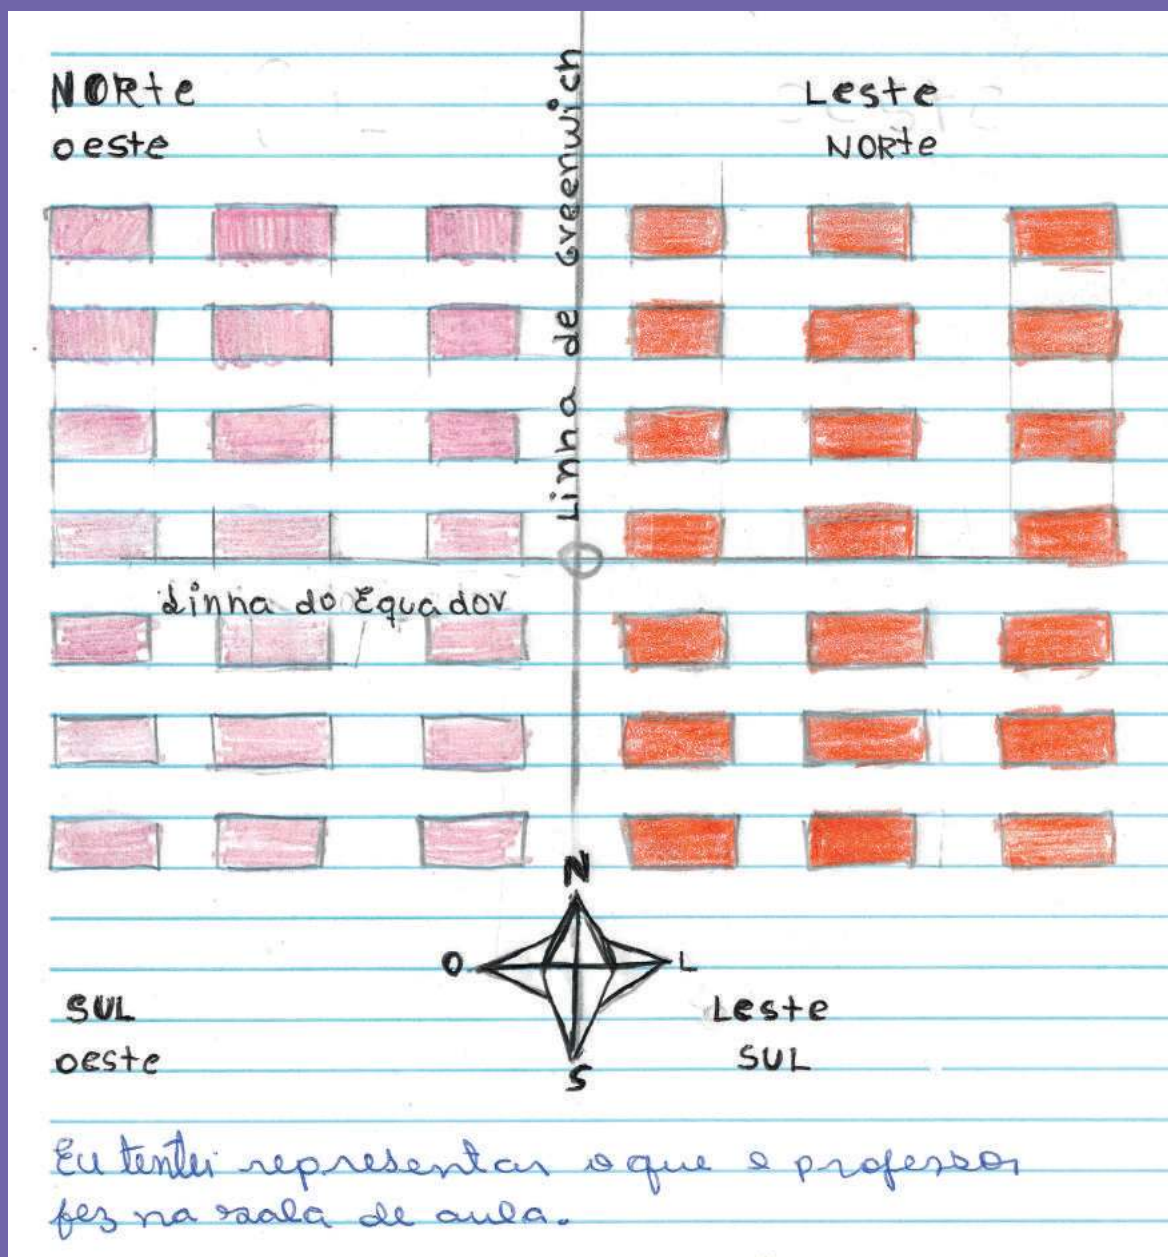 NORte
oeste
Leste
NORte
Linha de Greenwich
Linha do Equador
N
O
L
S
SUL
oeste
Leste
SUL
Eu tentei representar o que o professor
fez na sala de aula.